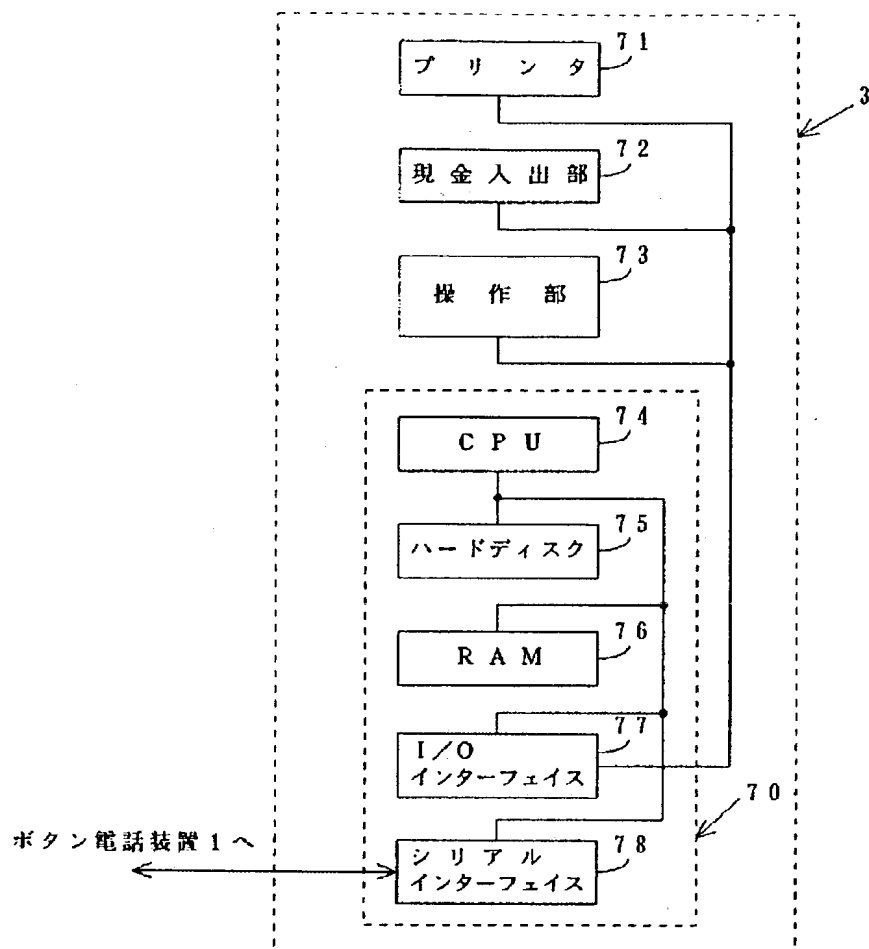 71
プリンタ
3
72
現金入出部
73
操作部
74
CPU
75
ハードディスク
76
RAM
77
I/O
インターフェイス
70
ボタン電話装置1へ
78
シリアル
インターフェイス